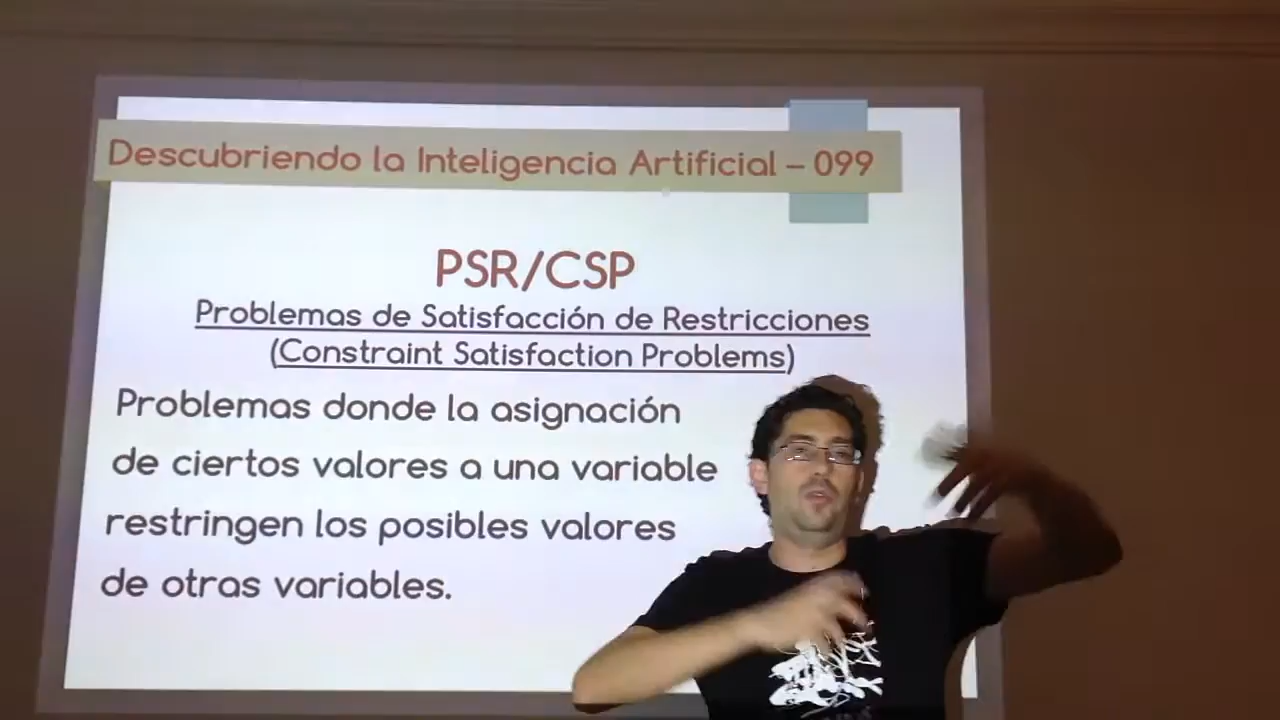 Descubriendo la Inteligencia Artificial – 099
PSR/CSP
Problemas de Satisfacción de Restricciones
(Constraint Satisfaction Problems)
Problemas donde la asignación
de ciertos valores a una variable
restringen los posibles valores
de otras variables.